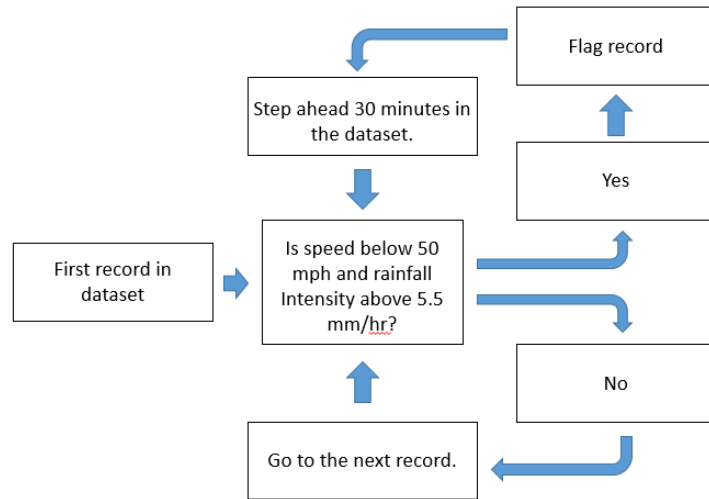 Flag record
Step ahead 30 minutes in
the dataset.
Yes
First record in
dataset
Is speed below 50
mph and rainfall
Intensity above 5.5
mm/hr?
No
Go to the next record.